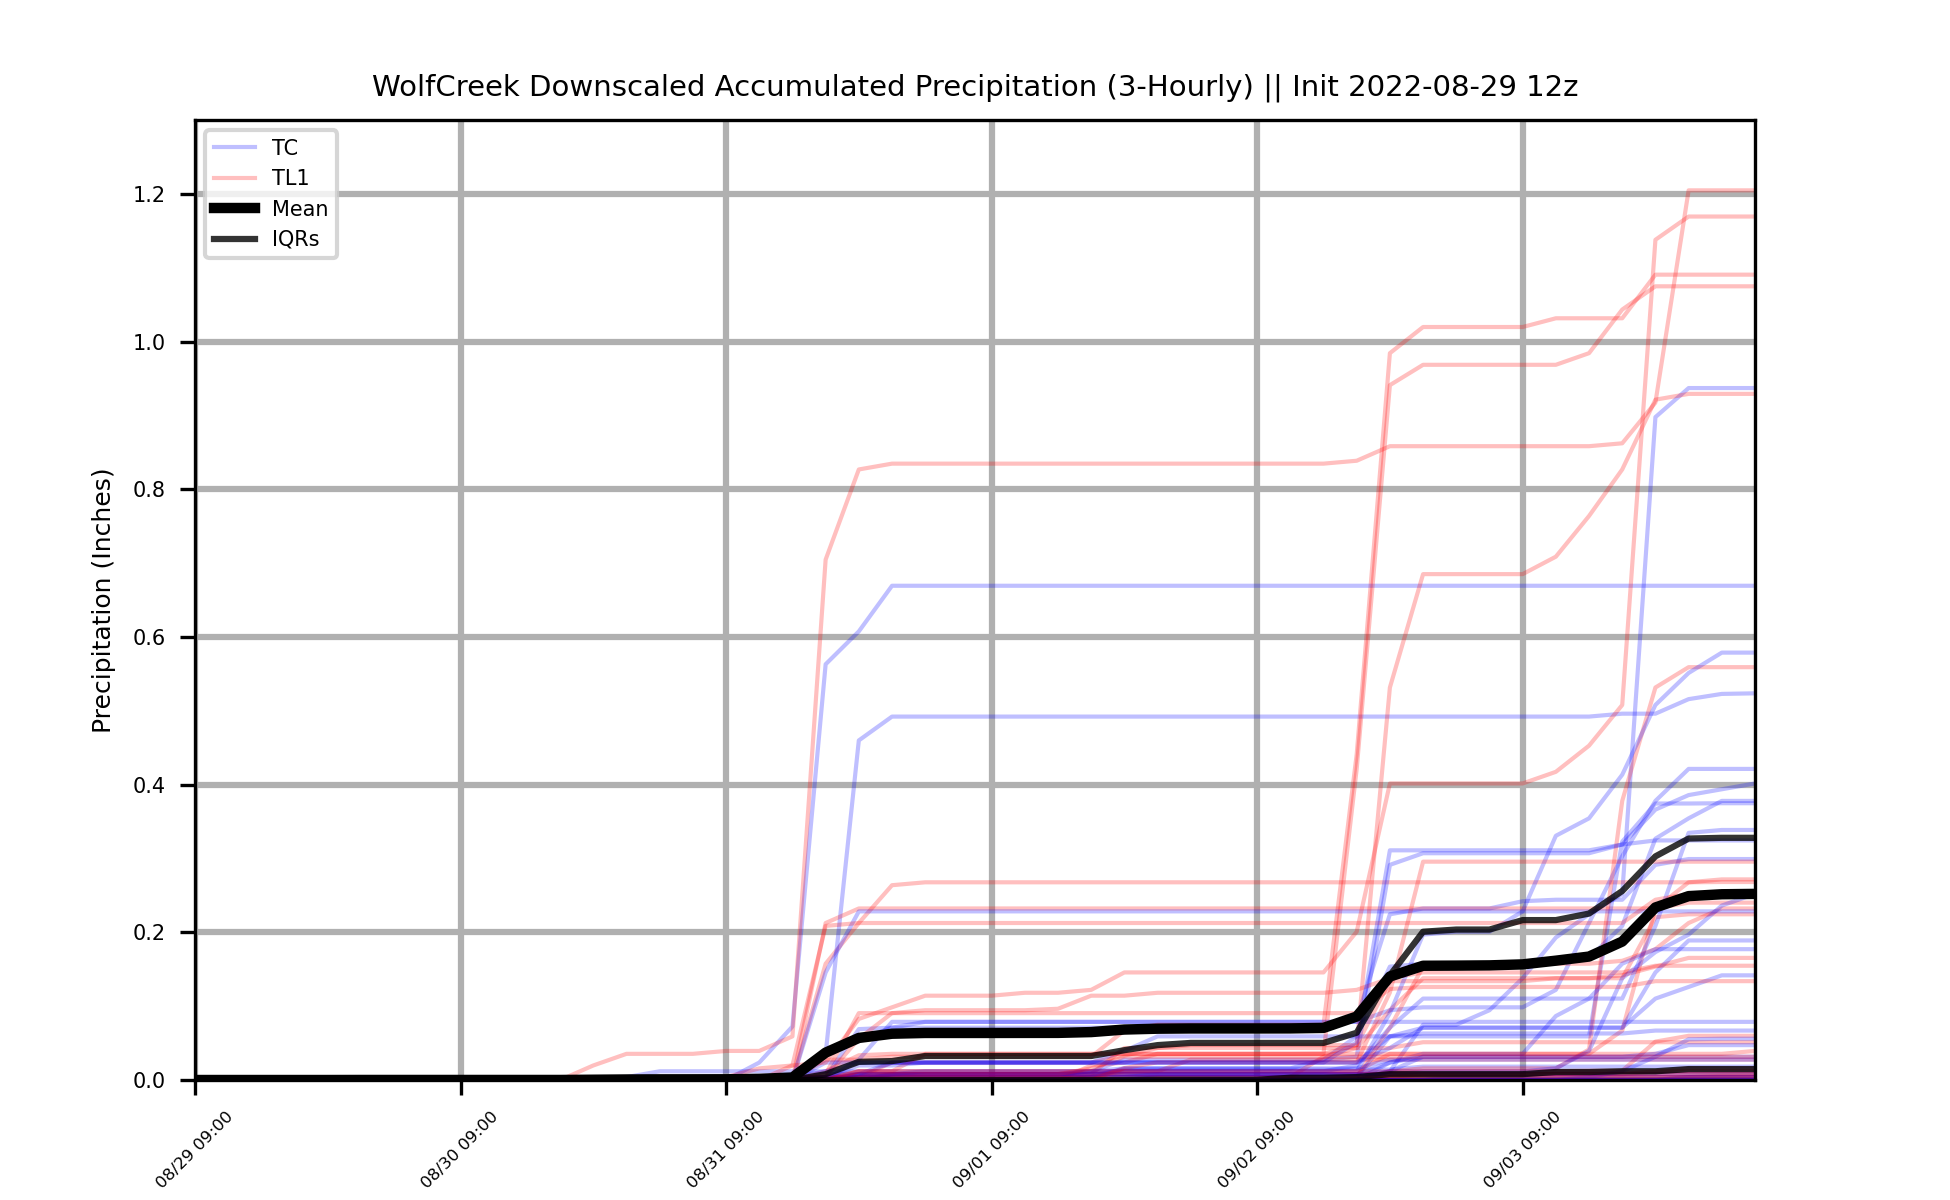 WolfCreek Downscaled Accumulated Precipitation (3-Hourly) || Init 2022-08-29 12z
TC
TL1
Mean
IQRs
Precipitation (Inches)
1.2
1.0
0.8
0.6
0.4
0.2
0.0
08/29 09:00
08/30 09:00
08/31 09:00
09/01 09:00
09/02 09:00
09/03 09:00